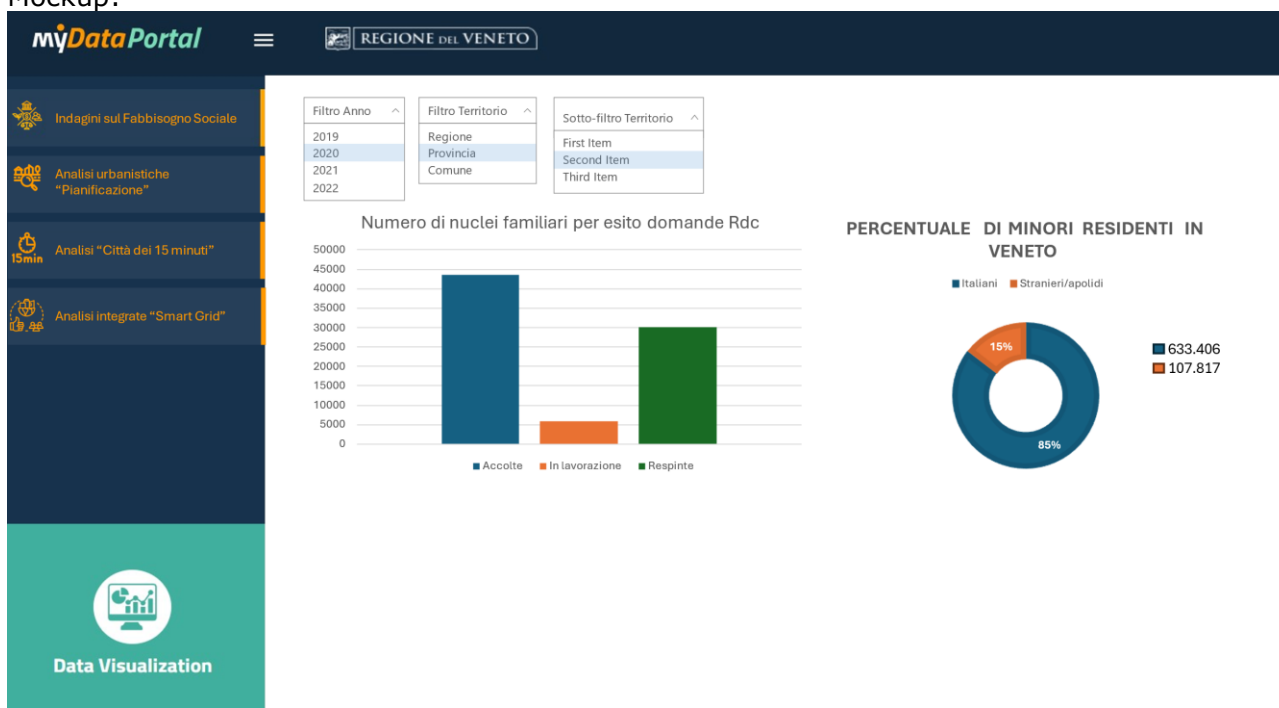 Mockup:
myDataPortal
REGIONE DEL VENETO
Indagini sul Fabbisogno Sociale
Analisi urbanistiche
“Pianificazione”
15min
Analisi “Città dei 15 minuti”
Analisi integrate “Smart Grid”
Data Visualization
Filtro Anno
2019
2020
2021
2022
Filtro Territorio
Regione
Provincia
Comune
Sotto-filtro Territorio
First Item
Second Item
Third Item
Numero di nuclei familiari per esito domande Rdc
50000
45000
40000
35000
30000
25000
20000
15000
10000
5000
0
Accolte In lavorazione Respinte
PERCENTUALE DI MINORI RESIDENTI IN
VENETO
Italiani Stranieri/apolidi
15%
85%
633.406
107.817